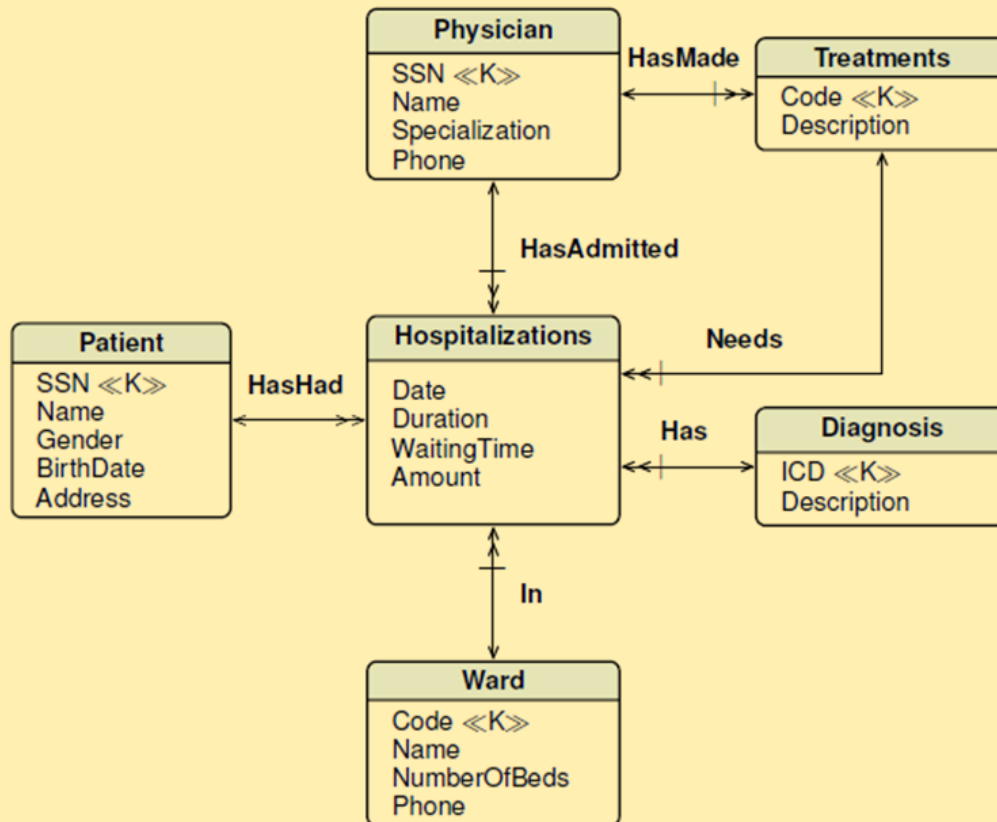 Physician
SSN ≪K≫
Name
Specialization
Phone
HasMade
Treatments
Code ≪K≫
Description
HasAdmitted
Patient
SSN ≪K≫
Name
Gender
BirthDate
Address
HasHad
Hospitalizations
Date
Duration
WaitingTime
Amount
Needs
Has
Diagnosis
ICD ≪K≫
Description
In
Ward
Code ≪K≫
Name
NumberOfBeds
Phone